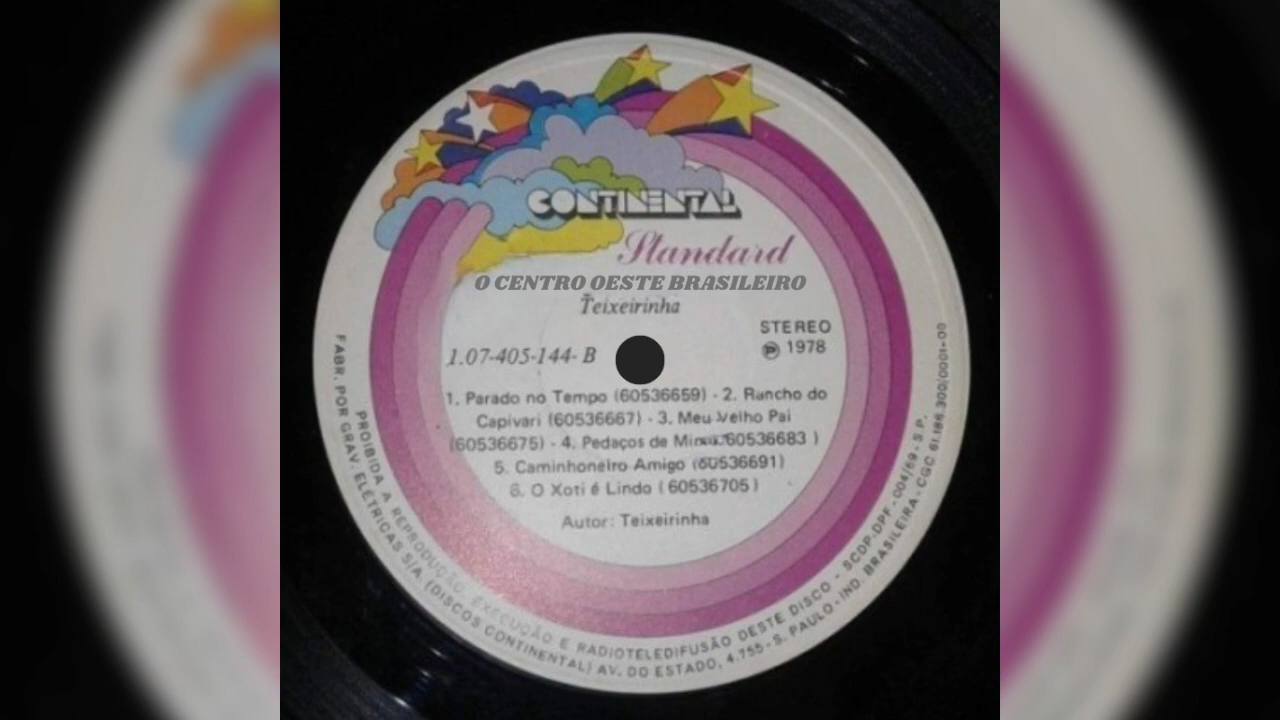 CONTINENTAL
Standard
O CENTRO OESTE BRASILEIRO
Teixeirinha
STEREO
1.07-405-144- B
℗ 1978
1. Parado no Tempo (60536659) - 2. Rancho do
Capivari (60536667) - 3. Meu Velho Pai
(60536675) - 4. Pedaços de 60536683 )
5. Caminhoneiro Amigo (60536691)
6. O Xoti é Lindo ( 60536705 )
Autor: Teixeirinha
PROIBIDA A REPRODUÇÃO, EXECUÇÃO E RADIOTELEDIFUSÃO DESTE DISCO - SCDP-DPF - 004/69 - S.P.
FABR. POR GRAV. ELÉTRICAS S/A. (DISCOS CONTINENTAL) AV. DO ESTADO, 4.755 - S. PAULO - IND. BRASILEIRA - CGC 61.186.300/0001-00